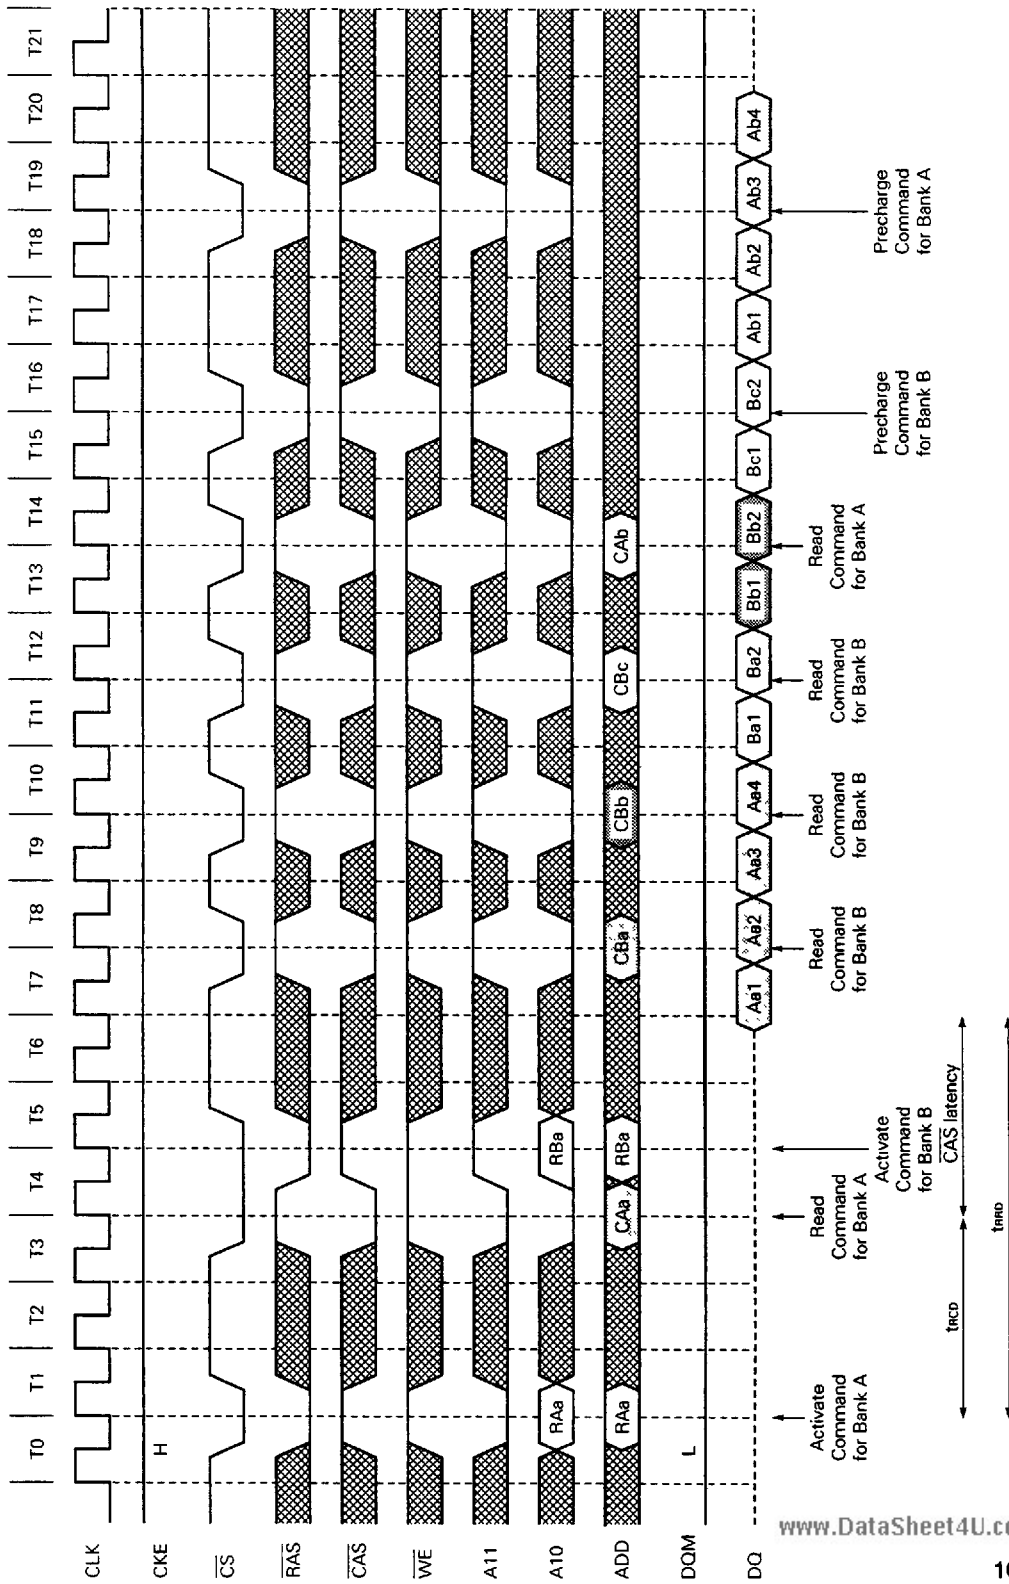 T0 T1 T2 T3 T4 T5 T6 T7 T8 T9 T10 T11 T12 T13 T14 T15 T16 T17 T18 T19 T20 T21
CLK
CKE H
CS
RAS
CAS
WE
A11
A10 RAa RBa
ADD RAa CAa RBa CBa CBb CBc CAb
DQM L
DQ Aa1 Aa2 Aa3 Aa4 Ba1 Ba2 Bb1 Bb2 Bc1 Bc2 Ab1 Ab2 Ab3 Ab4
Activate
Command
for Bank A
Read
Command
for Bank A
Activate
Command
for Bank B
Read
Command
for Bank B
Read
Command
for Bank B
Read
Command
for Bank B
Read
Command
for Bank A
Precharge
Command
for Bank B
Precharge
Command
for Bank A
tRCD
CAS latency
tRRD
www.DataSheet4U.co